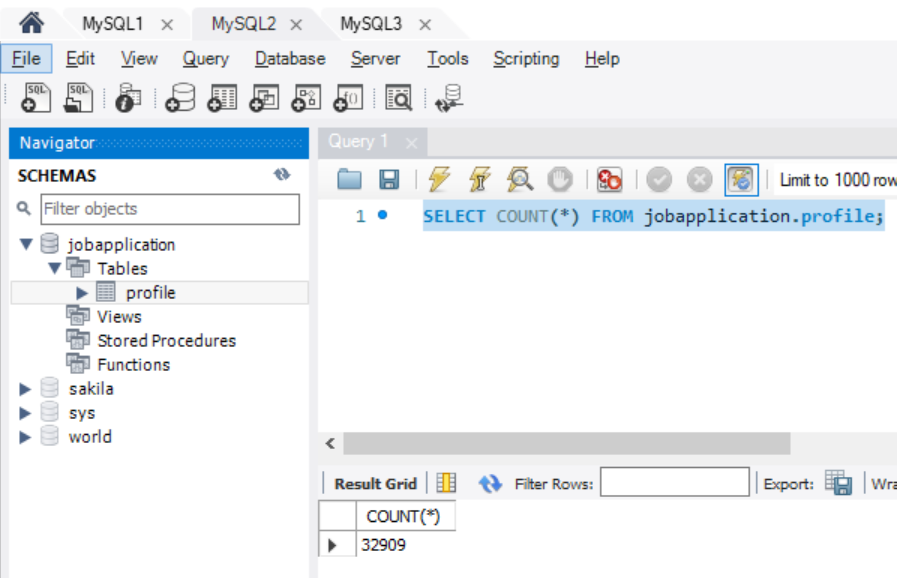 MySQL1 × MySQL2 × MySQL3 ×
File Edit View Query Database Server Tools Scripting Help
Navigator
SCHEMAS
Filter objects
jobapplication
Tables
profile
Views
Stored Procedures
Functions
sakila
sys
world
Query 1 ×
Limit to 1000 row
1 SELECT COUNT(*) FROM jobapplication.profile;
Result Grid Filter Rows: Export: Wra
COUNT(*)
32909